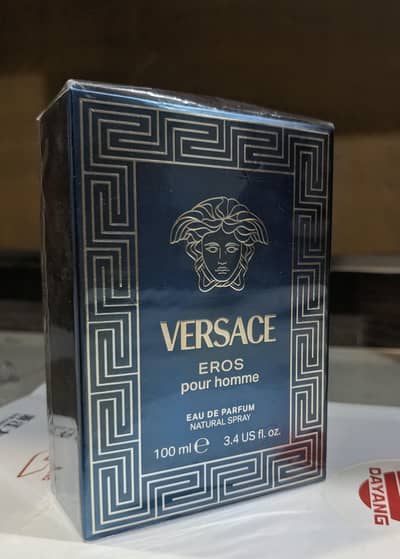 VERSACE
EROS
pour homme
EAU DE PARFUM
NATURAL SPRAY
100 ml ℮ 3.4 US fl. oz.
DAYANG